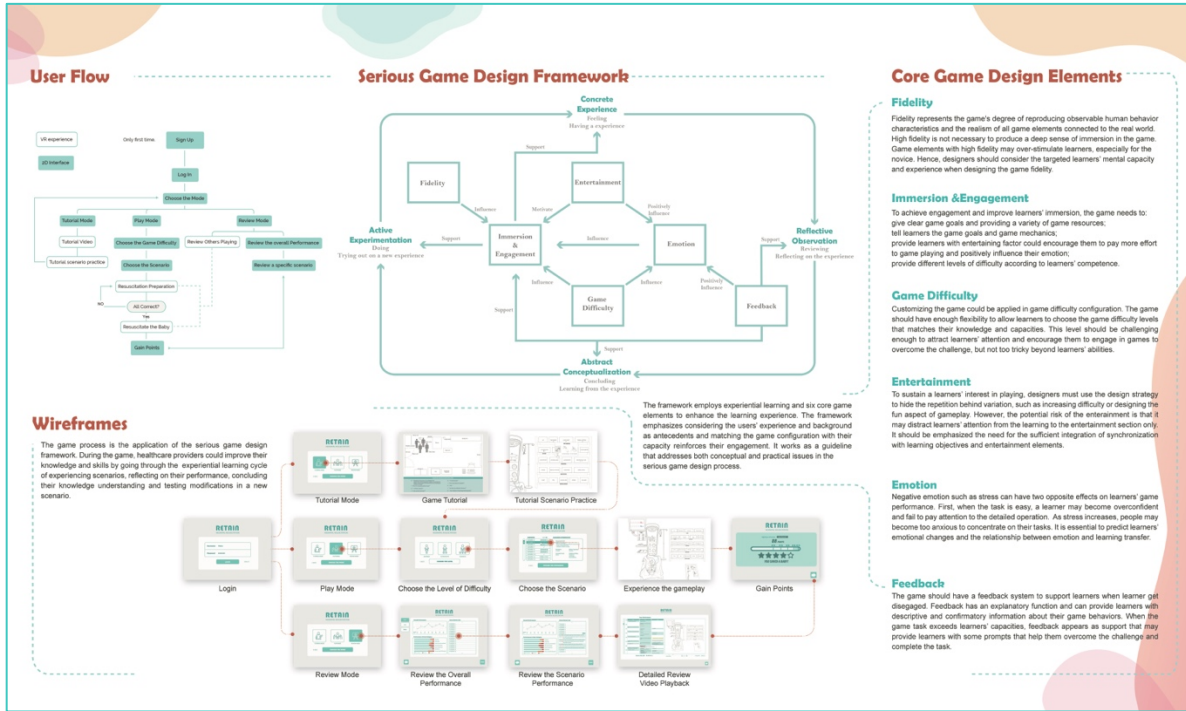 User Flow
VR experience
2D Interface
Only first time.
Sign Up
Log In
Choose the Mode
Tutorial Mode
Play Mode
Review Mode
Tutorial Video
Choose the Game Difficulty
Review Others Playing
Review the overall Performance
Tutorial scenario practice
Choose the Scenario
Review a specific scenario
Resuscitation Preparation
NO
All Correct?
Yes
Resuscitate the Baby
Gain Points
Serious Game Design Framework
Concrete
Experience
Feeling
Having a experience
Support
Fidelity
Entertainment
Influence
Motivate
Positively
Influence
Active
Experimentation
Doing
Trying out on a new experience
Support
Immersion
&
Engagement
Influence
Emotion
Support
Reflective
Observation
Reviewing
Reflecting on the experience
Support
Influence
Game
Difficulty
Influence
Positively
Influence
Feedback
Support
Abstract
Conceptualization
Concluding
Learning from the experience
The framework employs experiential learning and six core game
elements to enhance the learning experience. The framework
emphasizes considering the users' experience and background
as antecedents and matching the game configuration with their
capacity reinforces their engagement. It works as a guideline
that addresses both conceptual and practical issues in the
serious game design process.
Wireframes
The game process is the application of the serious game design
framework. During the game, healthcare providers could improve their
knowledge and skills by going through the experiential learning cycle
of experiencing scenarios, reflecting on their performance, concluding
their knowledge understanding and testing modifications in a new
scenario.
RETAIN
Tutorial Mode
Game Tutorial
Tutorial Scenario Practice
RETAIN
RETAIN
RETAIN
RETAIN
RETAIN
Login
Play Mode
Choose the Level of Difficulty
Choose the Scenario
Experience the gameplay
Gain Points
RETAIN
RETAIN
RETAIN
Review Mode
Review the Overall
Performance
Review the Scenario
Performance
Detailed Review
Video Playback
Core Game Design Elements
Fidelity
Fidelity represents the game's degree of reproducing observable human behavior
characteristics and the realism of all game elements connected to the real world.
High fidelity is not necessary to produce a deep sense of immersion in the game.
Game elements with high fidelity may over-stimulate learners, especially for the
novice. Hence, designers should consider the targeted learners' mental capacity
and experience when designing the game fidelity.
Immersion &Engagement
To achieve engagement and improve learners' immersion, the game needs to:
give clear game goals and providing a variety of game resources;
tell learners the game goals and game mechanics;
provide learners with entertaining factor could encourage them to pay more effort
to game playing and positively influence their emotion;
provide different levels of difficulty according to learners' competence.
Game Difficulty
Customizing the game could be applied in game difficulty configuration. The game
should have enough flexibility to allow learners to choose the game difficulty levels
that matches their knowledge and capacities. This level should be challenging
enough to attract learners' attention and encourage them to engage in games to
overcome the challenge, but not too tricky beyond learners' abilities.
Entertainment
To sustain a learners' interest in playing, designers must use the design strategy
to hide the repetition behind variation, such as increasing difficulty or designing the
fun aspect of gameplay. However, the potential risk of the enterainment is that it
may distract learners' attention from the learning to the entertainment section only.
It should be emphasized the need for the sufficient integration of synchronization
with learning objectives and entertainment elements.
Emotion
Negative emotion such as stress can have two opposite effects on learners' game
performance. First, when the task is easy, a learner may become overconfident
and fail to pay attention to the detailed operation. As stress increases, people may
become too anxious to concentrate on their tasks. It is essential to predict learners'
emotional changes and the relationship between emotion and learning transfer.
Feedback
The game should have a feedback system to support learners when learner get
disegaged. Feedback has an explanatory function and can provide learners with
descriptive and confirmatory information about their game behaviors. When the
game task exceeds learners' capacities, feedback appears as support that may
provide learners with some prompts that help them overcome the challenge and
complete the task.